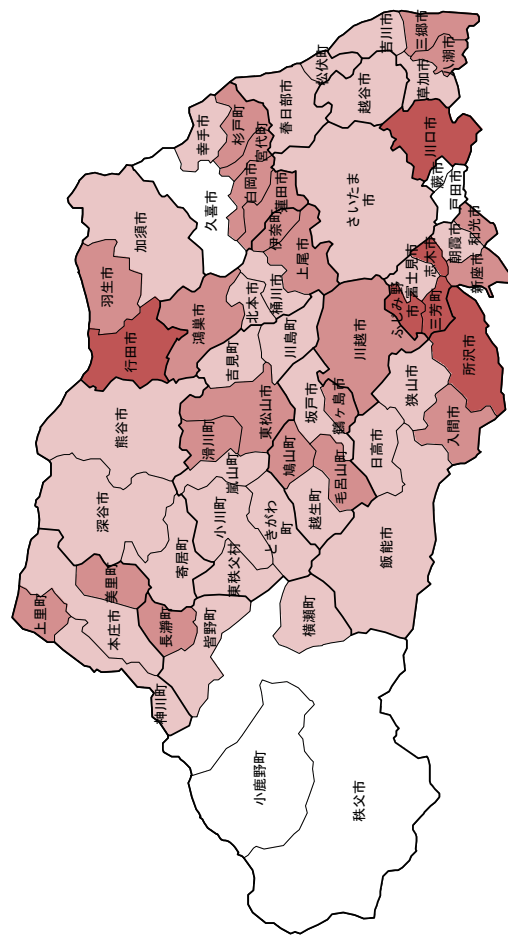 上里町
神川町
本庄市
美里町
長瀞町
皆野町
小鹿野町
秩父市
横瀬町
深谷市
寄居町
東秩父村
小川町
ときがわ
町
嵐山町
熊谷市
滑川町
東松山市
鳩山町
越生町
毛呂山町
飯能市
日高市
坂戸市
鶴ヶ島市
吉見町
川島町
行田市
羽生市
加須市
鴻巣市
北本市
桶川市
久喜市
幸手市
杉戸町
宮代町
白岡市
蓮田市
伊奈町
上尾市
川越市
狭山市
入間市
所沢市
三芳町
ふじみ野
市
富士見市
志木市
新座市
朝霞市
和光市
さいたま
市
戸田市
蕨市
川口市
春日部市
松伏町
越谷市
草加市
吉川市
三郷市
八潮市